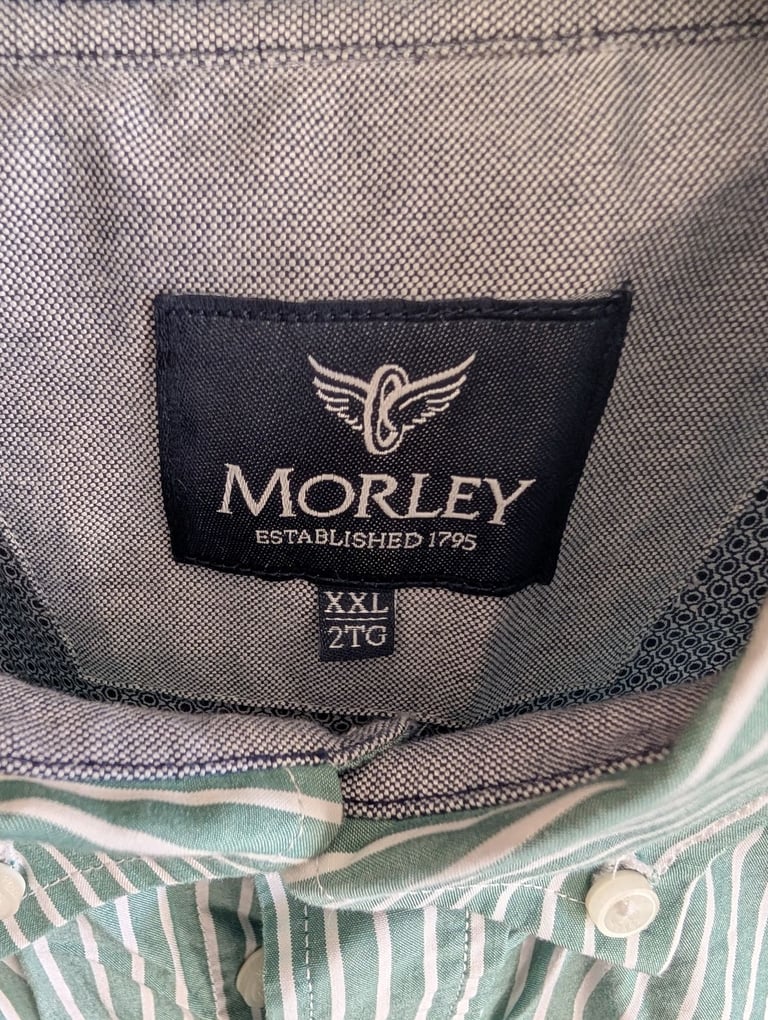 MORLEY
ESTABLISHED 1795
XXL
2TG